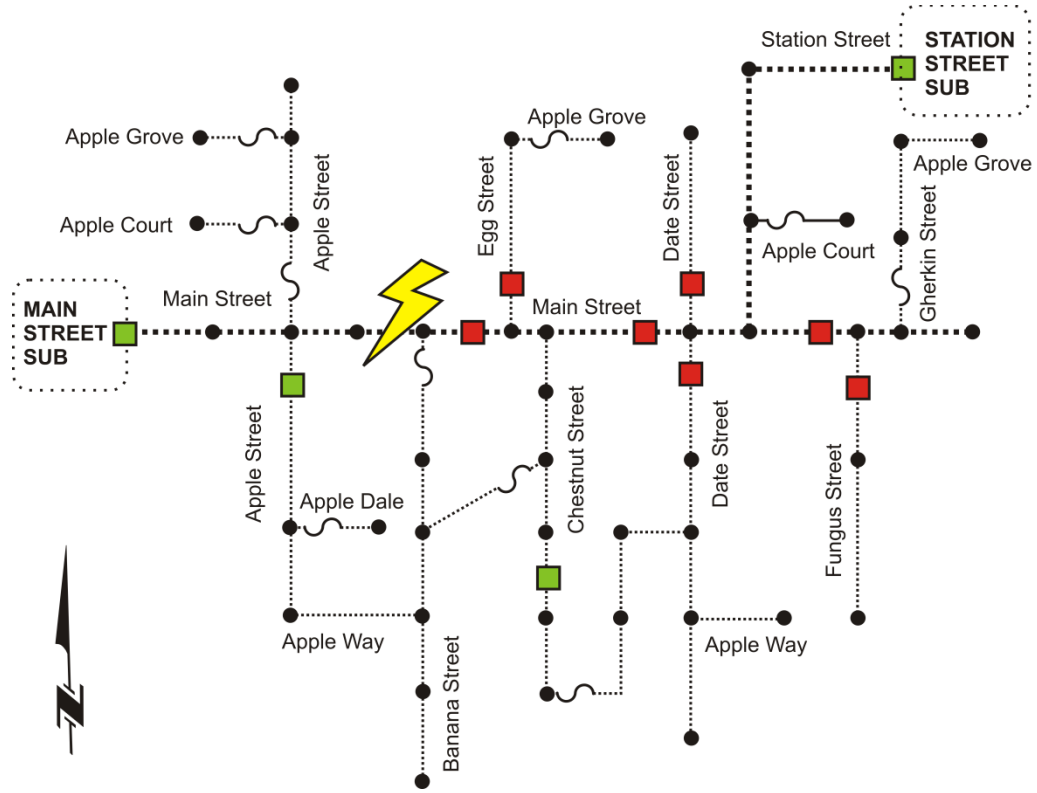 Station Street
STATION
STREET
SUB
Apple Grove
Apple Grove
Apple Grove
Apple Street
Egg Street
Date Street
Gherkin Street
Apple Court
Apple Court
Main Street
Main Street
MAIN
STREET
SUB
Apple Street
Apple Dale
Chestnut Street
Date Street
Fungus Street
Apple Way
Apple Way
Banana Street
N